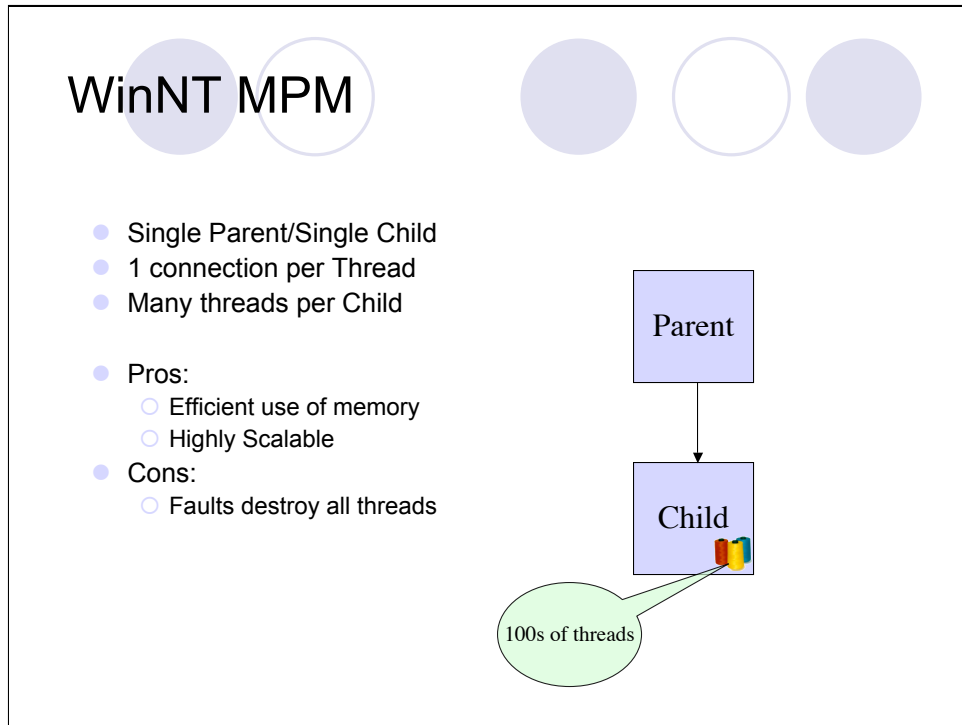 WinNT MPM
Single Parent/Single Child
1 connection per Thread
Many threads per Child
Pros:
Efficient use of memory
Highly Scalable
Cons:
Faults destroy all threads
Parent
Child
100s of threads